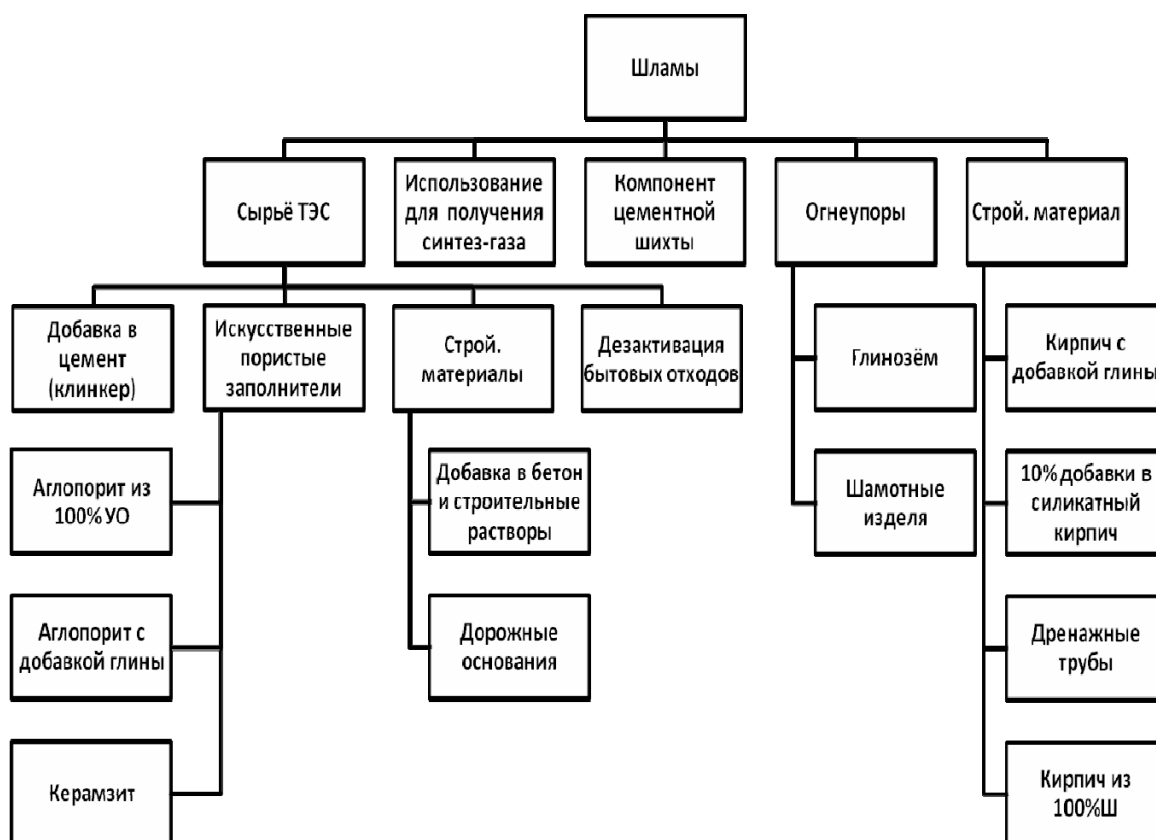 Шламы
Сырьё ТЭС
Использование
для получения
синтез-газа
Компонент
цементной
шихты
Огнеупоры
Строй. материал
Добавка в
цемент
(клинкер)
Искусственные
пористые
заполнители
Строй.
материалы
Дезактивация
бытовых отходов
Глинозём
Кирпич с
добавкой глины
Аглопорит из
100% УО
Добавка в бетон
и строительные
растворы
Шамотные
изделя
10% добавки в
силикатный
кирпич
Аглопорит с
добавкой глины
Дорожные
основания
Дренажные
трубы
Керамзит
Кирпич из
100%Ш